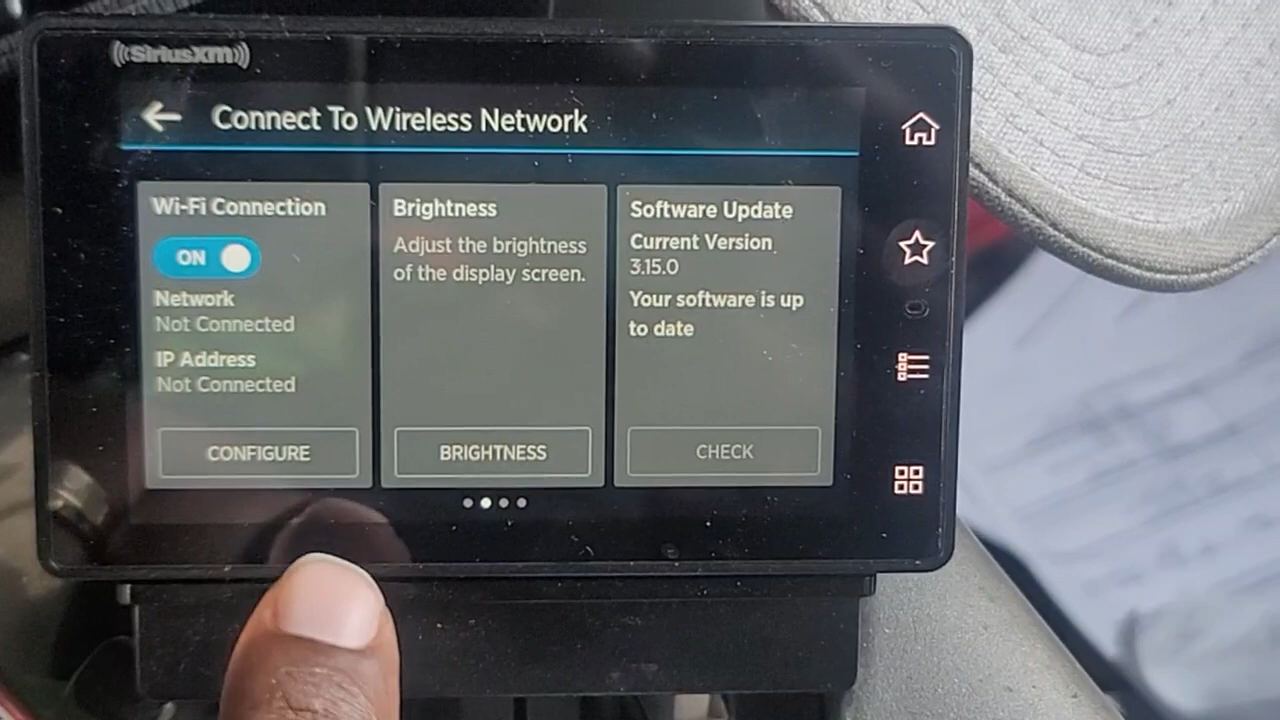 SiriusXM
Connect To Wireless Network
Wi-Fi Connection
ON
Network
Not Connected
IP Address
Not Connected
CONFIGURE
Brightness
Adjust the brightness
of the display screen.
BRIGHTNESS
Software Update
Current Version
3.15.0
Your software is up
to date
CHECK